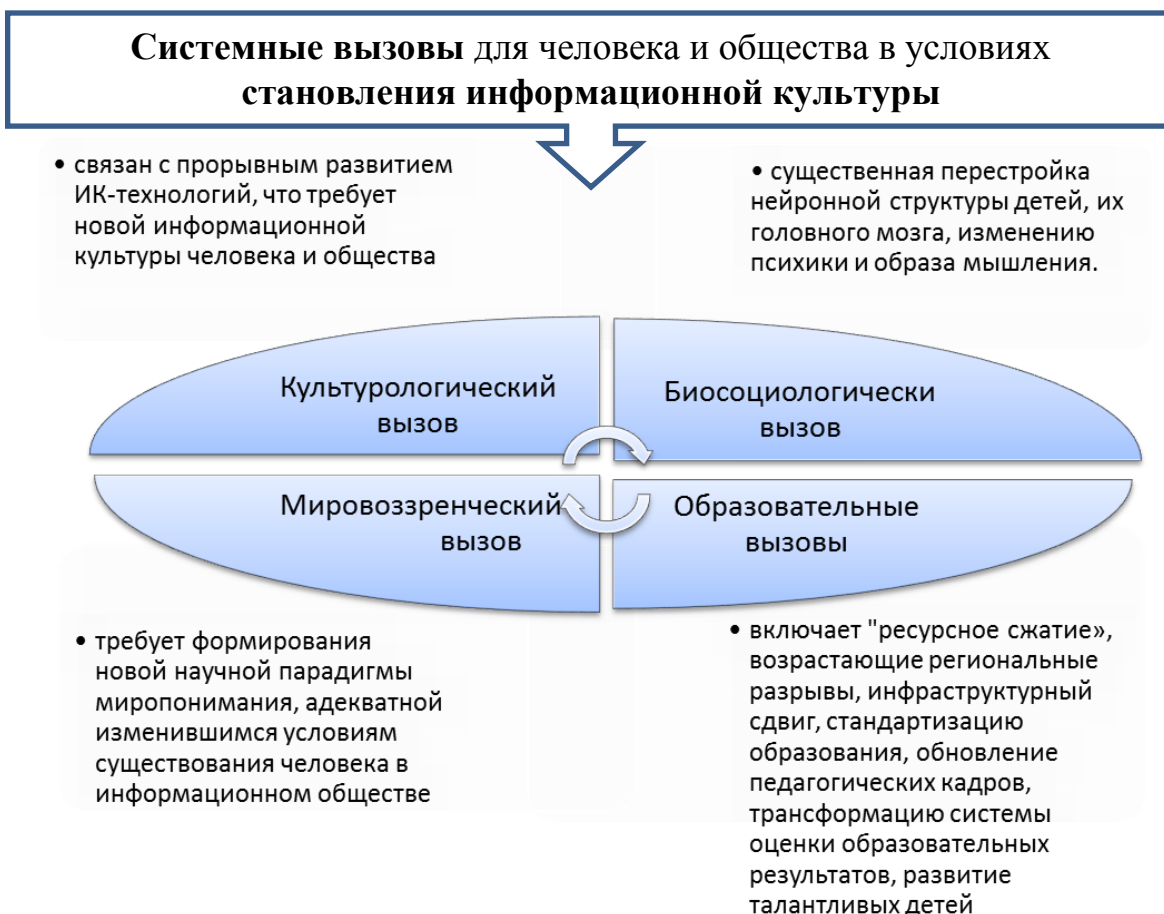 Системные вызовы для человека и общества в условиях
становления информационной культуры
• связан с прорывным развитием
ИК-технологий, что требует
новой информационной
культуры человека и общества
• существенная перестройка
нейронной структуры детей, их
головного мозга, изменению
психики и образа мышления.
Культурологический
вызов
Биосоциологически
вызов
Мировоззренческий
вызов
Образовательные
вызовы
• требует формирования
новой научной парадигмы
миропонимания, адекватной
изменившимся условиям
существования человека в
информационном обществе
• включает "ресурсное сжатие»,
возрастающие региональные
разрывы, инфраструктурный
сдвиг, стандартизацию
образования, обновление
педагогических кадров,
трансформацию системы
оценки образовательных
результатов, развитие
талантливых детей